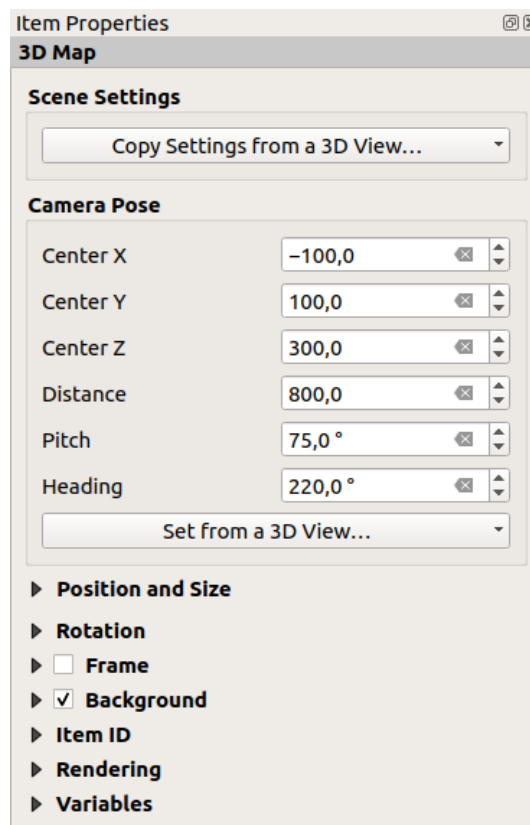 Item Properties
3D Map
Scene Settings
Copy Settings from a 3D View...
Camera Pose
Center X −100,0
Center Y 100,0
Center Z 300,0
Distance 800,0
Pitch 75,0 °
Heading 220,0 °
Set from a 3D View...
Position and Size
Rotation
Frame
Background
Item ID
Rendering
Variables